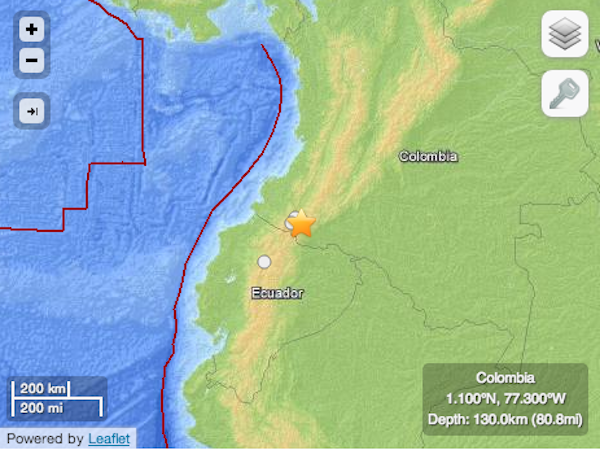 +
−
Colombia
Ecuador
200 km
200 mi
Colombia
1.100°N, 77.300°W
Depth: 130.0km (80.8mi)
Powered by Leaflet